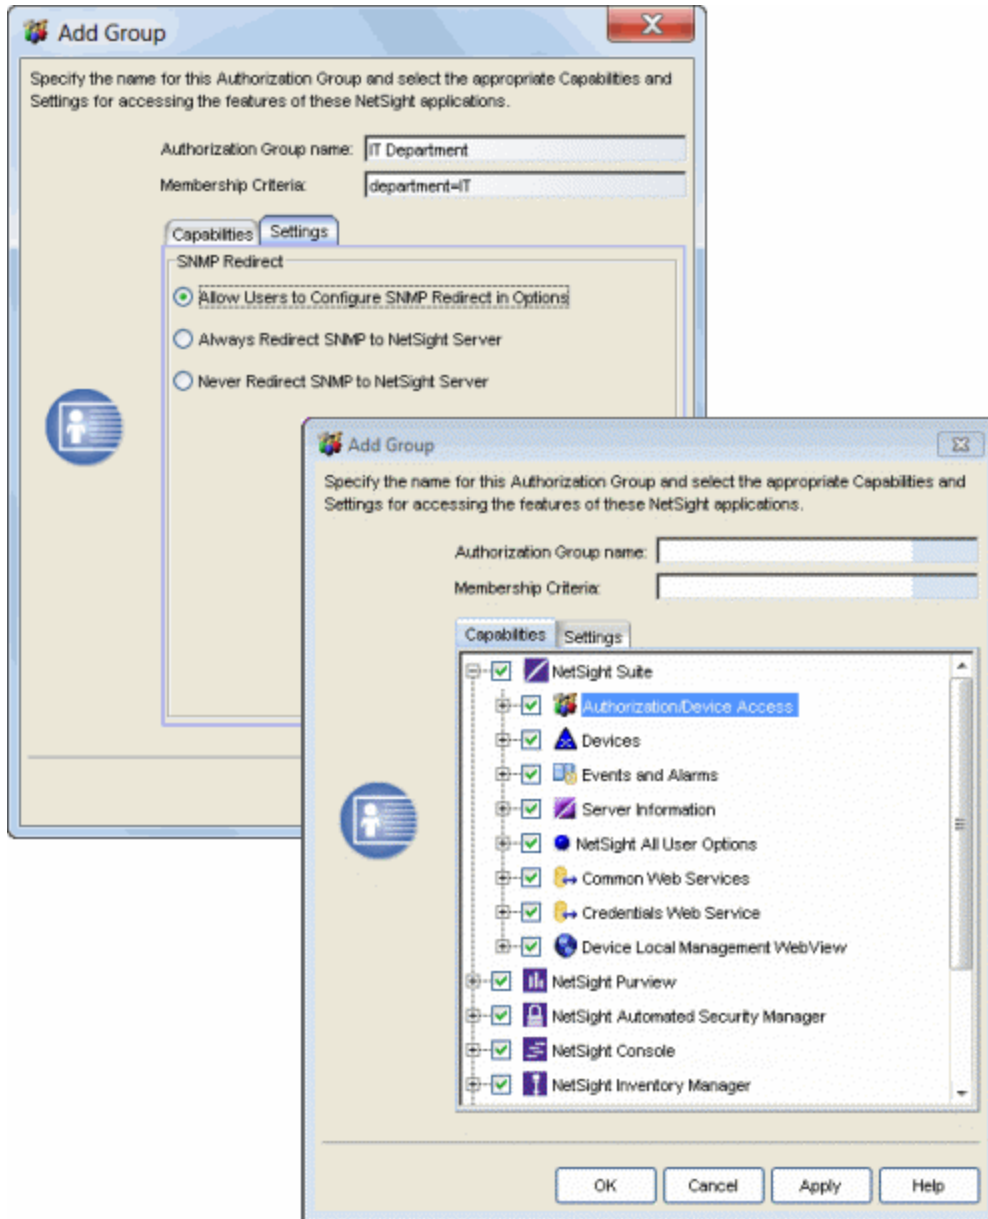 Add Group
Specify the name for this Authorization Group and select the appropriate Capabilities and
Settings for accessing the features of these NetSight applications.
Authorization Group name: IT Department
Membership Criteria: department=IT
Capabilities Settings
SNMP Redirect
Allow Users to Configure SNMP Redirect in Options
Always Redirect SNMP to NetSight Server
Never Redirect SNMP to NetSight Server
Add Group
Specify the name for this Authorization Group and select the appropriate Capabilities and
Settings for accessing the features of these NetSight applications.
Authorization Group name:
Membership Criteria:
Capabilities Settings
NetSight Suite
Authorization/Device Access
Devices
Events and Alarms
Server Information
NetSight All User Options
Common Web Services
Credentials Web Service
Device Local Management WebView
NetSight Purview
NetSight Automated Security Manager
NetSight Console
NetSight Inventory Manager
OK Cancel Apply Help